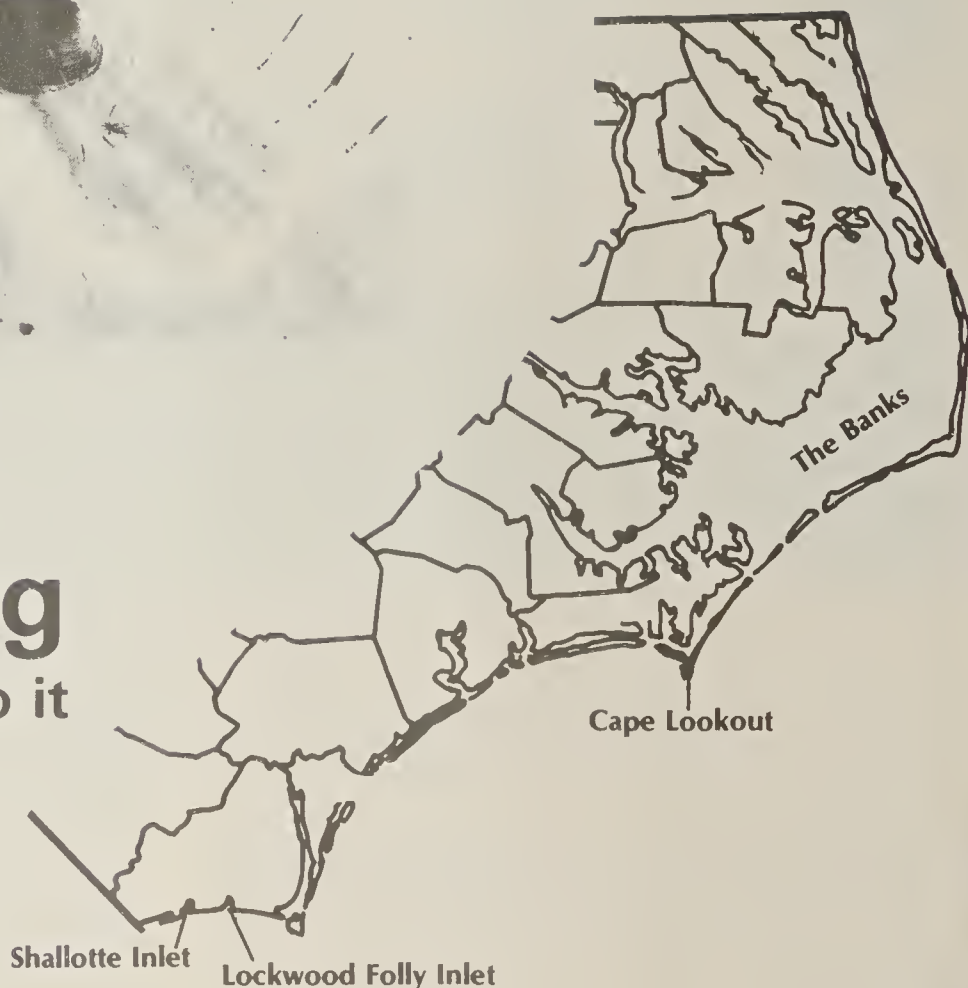 The Banks
g
o it
Cape Lookout
Shallotte Inlet
Lockwood Folly Inlet